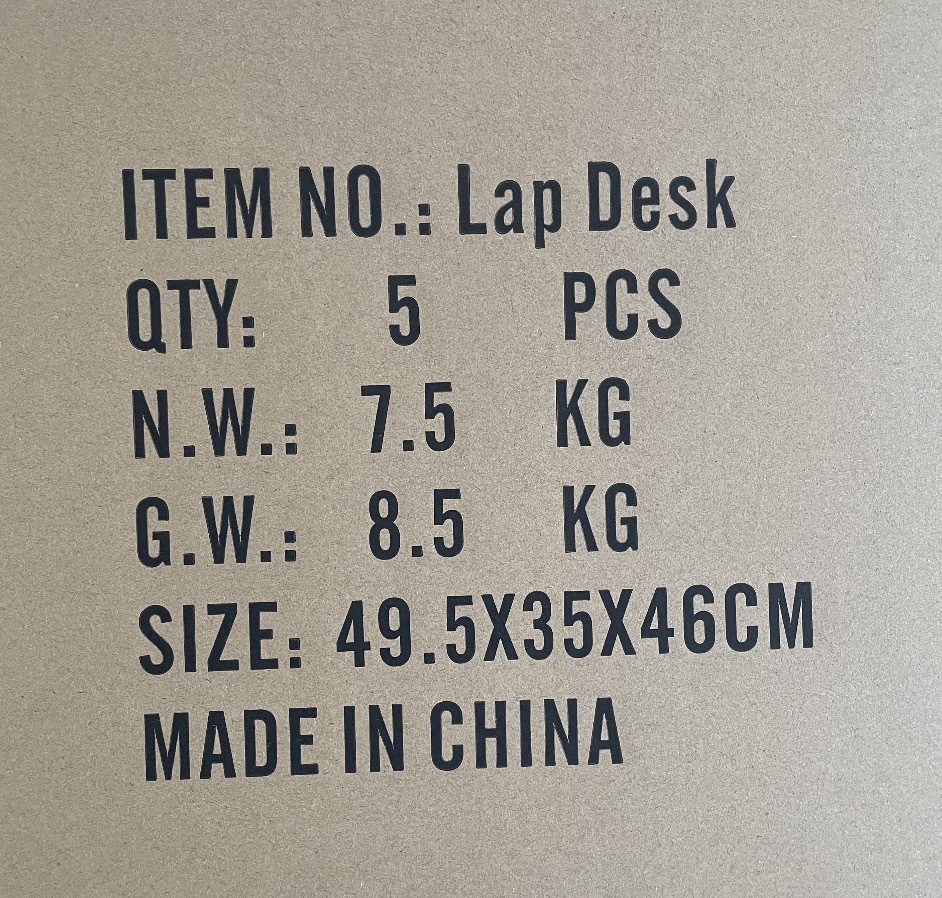 ITEM NO.: Lap Desk
QTY: 5 PCS
N.W.: 7.5 KG
G.W.: 8.5 KG
SIZE: 49.5X35X46CM
MADE IN CHINA